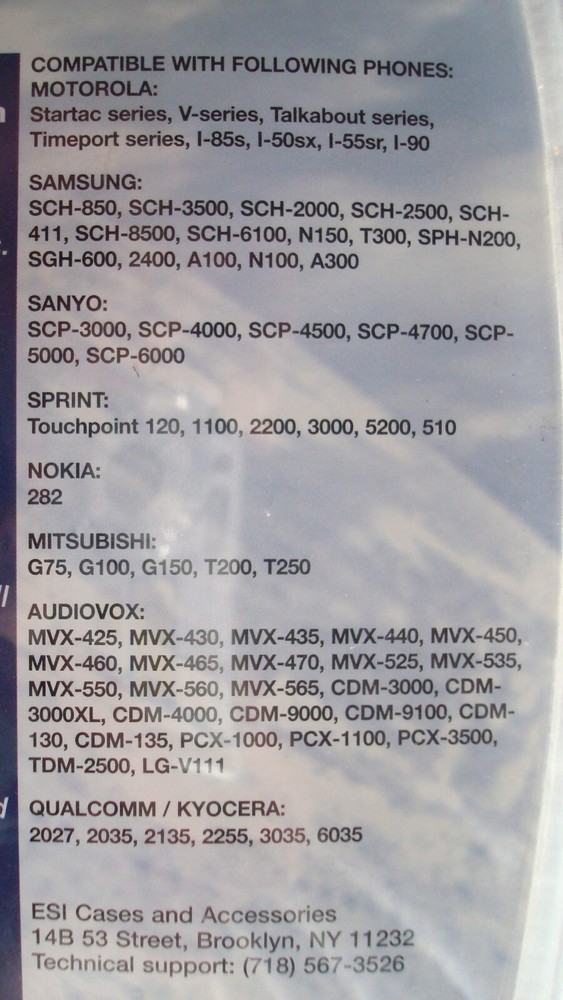 COMPATIBLE WITH FOLLOWING PHONES:
MOTOROLA:
Startac series, V-series, Talkabout series,
Timeport series, I-85s, I-50sx, I-55sr, I-90
SAMSUNG:
SCH-850, SCH-3500, SCH-2000, SCH-2500, SCH-
411, SCH-8500, SCH-6100, N150, T300, SPH-N200,
SGH-600, 2400, A100, N100, A300
SANYO:
SCP-3000, SCP-4000, SCP-4500, SCP-4700, SCP-
5000, SCP-6000
SPRINT:
Touchpoint 120, 1100, 2200, 3000, 5200, 510
NOKIA:
282
MITSUBISHI:
G75, G100, G150, T200, T250
AUDIOVOX:
MVX-425, MVX-430, MVX-435, MVX-440, MVX-450,
MVX-460, MVX-465, MVX-470, MVX-525, MVX-535,
MVX-550, MVX-560, MVX-565, CDM-3000, CDM-
3000XL, CDM-4000, CDM-9000, CDM-9100, CDM-
130, CDM-135, PCX-1000, PCX-1100, PCX-3500,
TDM-2500, LG-V111
QUALCOMM / KYOCERA:
2027, 2035, 2135, 2255, 3035, 6035
ESI Cases and Accessories
14B 53 Street, Brooklyn, NY 11232
Technical support: (718) 567-3526